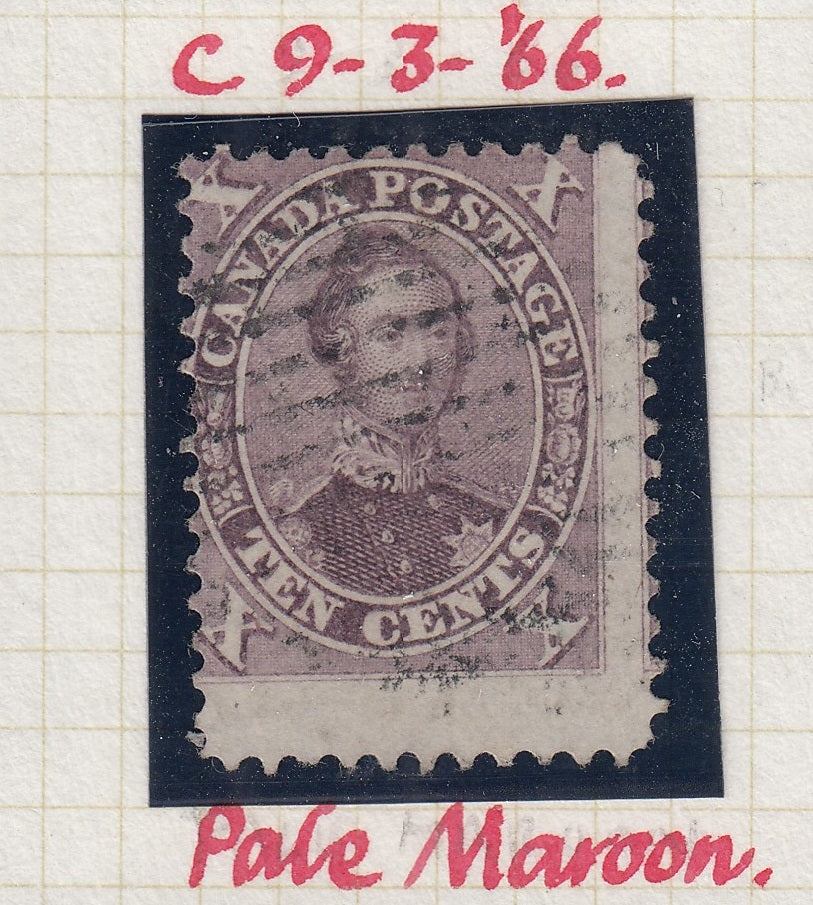 C 9-3-'66.
X X
CANADA POSTAGE
TEN CENTS
X X
Pale Maroon.